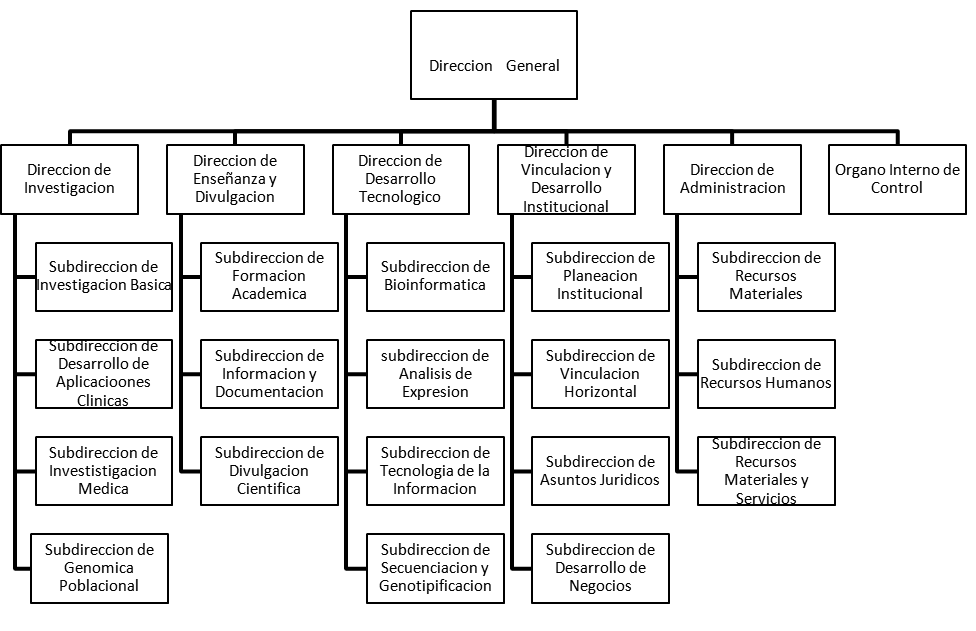 Direccion General
Direccion de
Investigacion
Direccion de
Enseñanza y
Divulgacion
Direccion de
Desarrollo
Tecnologico
Direccion de
Vinculacion y
Desarrollo
Institucional
Direccion de
Administracion
Organo Interno de
Control
Subdireccion de
Investigacion Basica
Subdireccion de
Desarrollo de
Aplicacioones
Clinicas
Subdireccion de
Investistigacion
Medica
Subdireccion de
Genomica
Poblacional
Subdireccion de
Formacion
Academica
Subdireccion de
Informacion y
Documentacion
Subdireccion de
Divulgacion
Cientifica
Subdireccion de
Bioinformatica
subdireccion de
Analisis de
Expresion
Subdireccion de
Tecnologia de la
Informacion
Subdireccion de
Secuenciacion y
Genotipificacion
Subdireccion de
Planeacion
Institucional
Subdireccion de
Vinculacion
Horizontal
Subdireccion de
Asuntos Juridicos
Subdireccion de
Desarrollo de
Negocios
Subdireccion de
Recursos
Materiales
Subdireccion de
Recursos Humanos
Subdireccion de
Recursos
Materiales y
Servicios